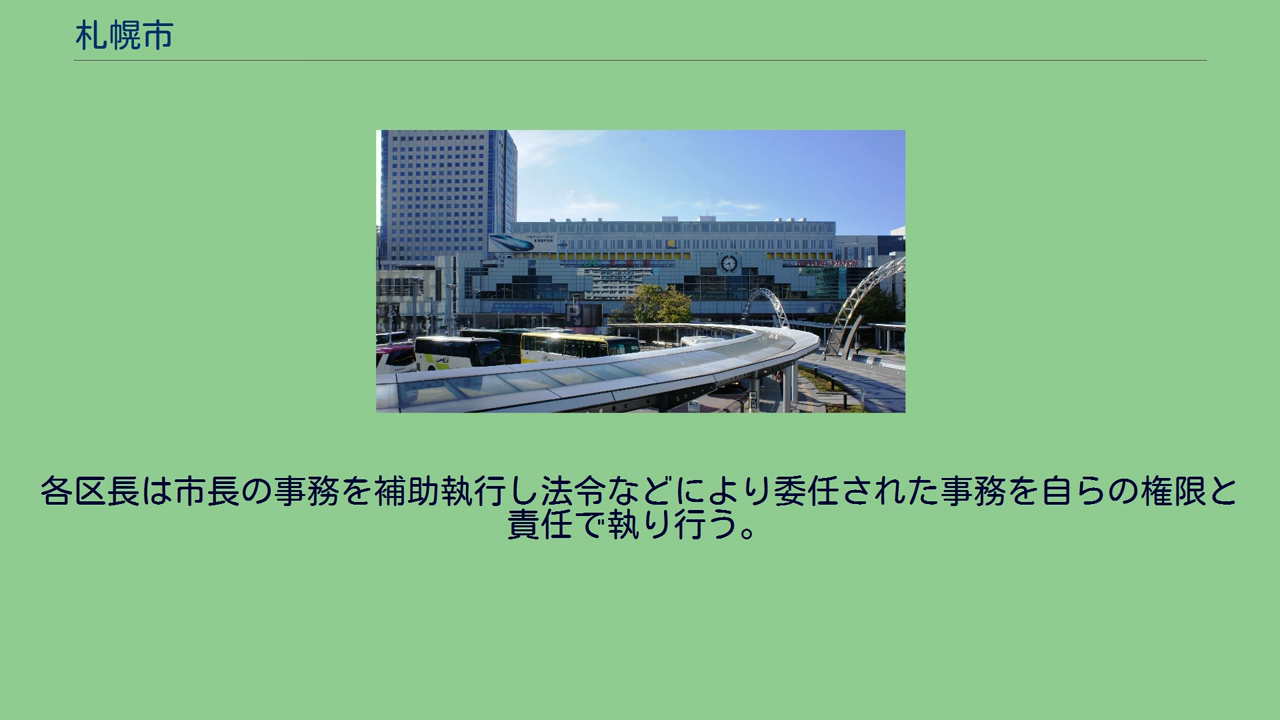 札幌市
各区長は市長の事務を補助執行し法令などにより委任された事務を自らの権限と
責任で執り行う。